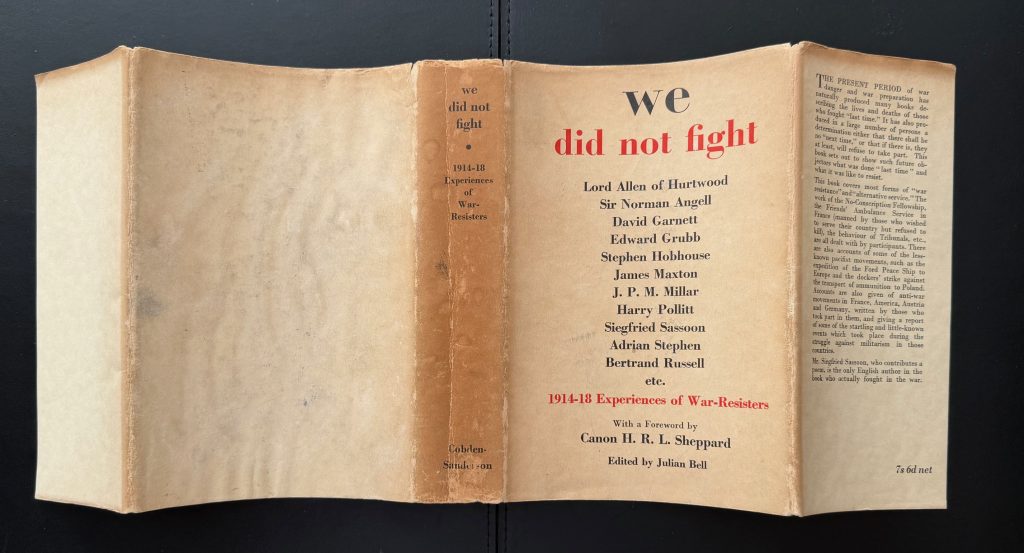 we
did not
fight
1914-18
Experiences
of
War-
Resisters
Cobden-
Sanderson
we
did not fight
Lord Allen of Hurtwood
Sir Norman Angell
David Garnett
Edward Grubb
Stephen Hobhouse
James Maxton
J. P. M. Millar
Harry Pollitt
Siegfried Sassoon
Adrian Stephen
Bertrand Russell
etc.
1914-18 Experiences of War-Resisters
With a Foreword by
Canon H. R. L. Sheppard
Edited by Julian Bell
THE PRESENT PERIOD of war
danger and war preparation has
naturally produced many books de-
scribing the lives and deaths of those
who fought "last time." It has also pro-
duced in a large number of persons a
determination either that there shall be
no "next time," or that if there is, they
at least, will refuse to take part. This
book sets out to show such future ob-
jectors what was done "last time" and
what it was like to resist.
This book covers most forms of "war
resistance" and "alternative service." The
work of the No-Conscription Fellowship,
the Friends' Ambulance Service in
France (manned by those who wished
to serve their country but refused to
kill), the behaviour of Tribunals, etc.,
are all dealt with by participants. There
are also accounts of some of the less-
known pacifist movements, such as the
expedition of the Ford Peace Ship to
Europe and the dockers' strike against
the transport of ammunition to Poland.
Accounts are also given of anti-war
movements in France, America, Austria
and Germany, written by those who
took part in them, and giving a report
of some of the startling and little-known
events which took place during the
struggle against militarism in those
countries.
Mr. Siegfried Sassoon, who contributes a
poem, is the only English author in the
book who actually fought in the war.
7s 6d net